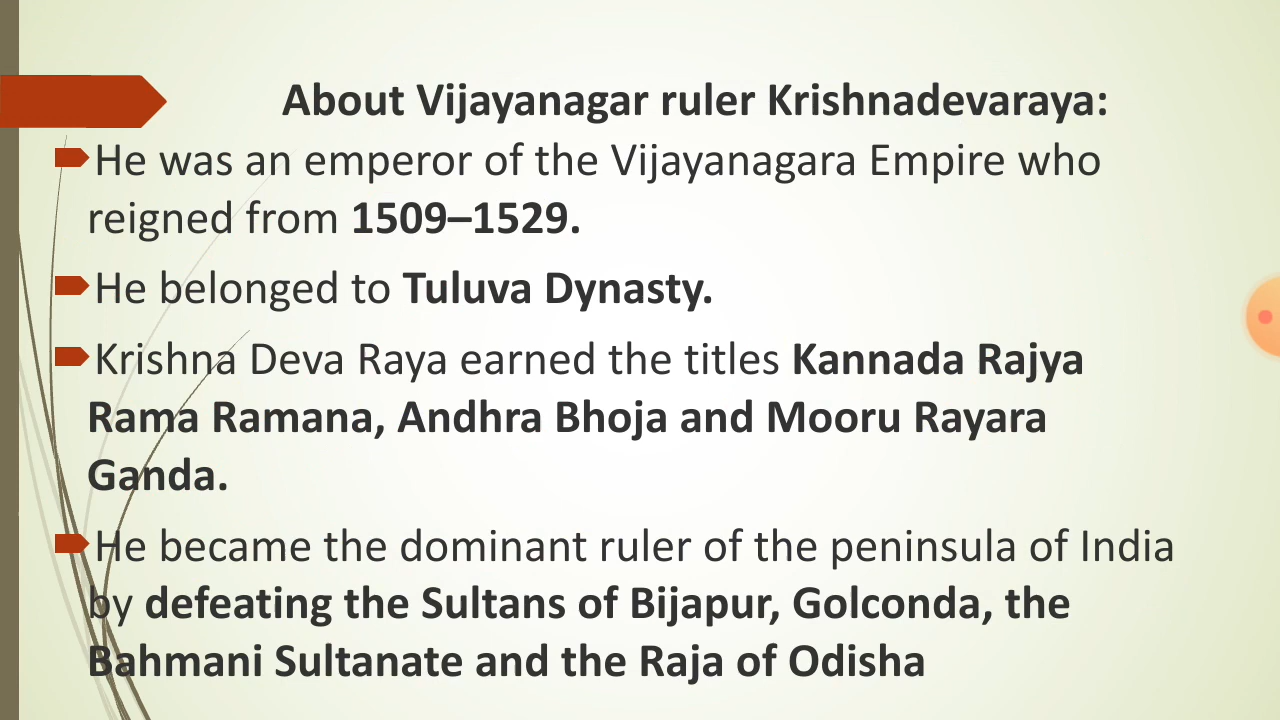 About Vijayanagar ruler Krishnadevaraya:
He was an emperor of the Vijayanagara Empire who
reigned from 1509–1529.
He belonged to Tuluva Dynasty.
Krishna Deva Raya earned the titles Kannada Rajya
Rama Ramana, Andhra Bhoja and Mooru Rayara
Ganda.
He became the dominant ruler of the peninsula of India
by defeating the Sultans of Bijapur, Golconda, the
Bahmani Sultanate and the Raja of Odisha